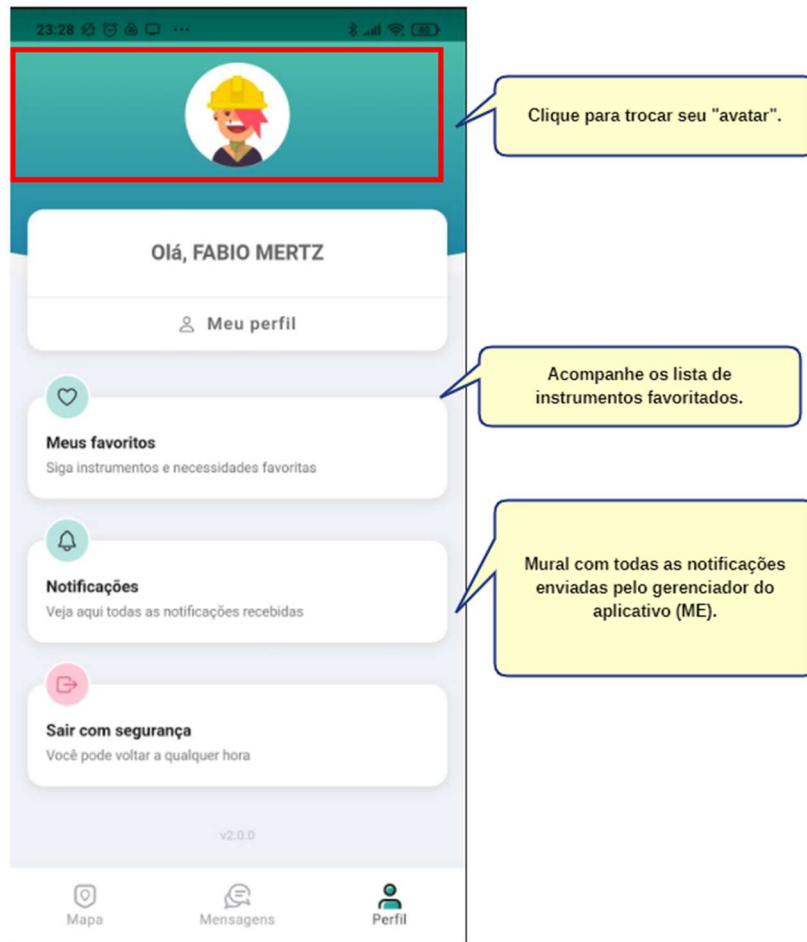 23:28
80
Clique para trocar seu "avatar".
Olá, FABIO MERTZ
Meu perfil
Acompanhe os lista de
instrumentos favoritados.
Meus favoritos
Siga instrumentos e necessidades favoritas
Mural com todas as notificações
enviadas pelo gerenciador do
aplicativo (ME).
Notificações
Veja aqui todas as notificações recebidas
Sair com segurança
Você pode voltar a qualquer hora
v2.0.0
Mapa
Mensagens
Perfil